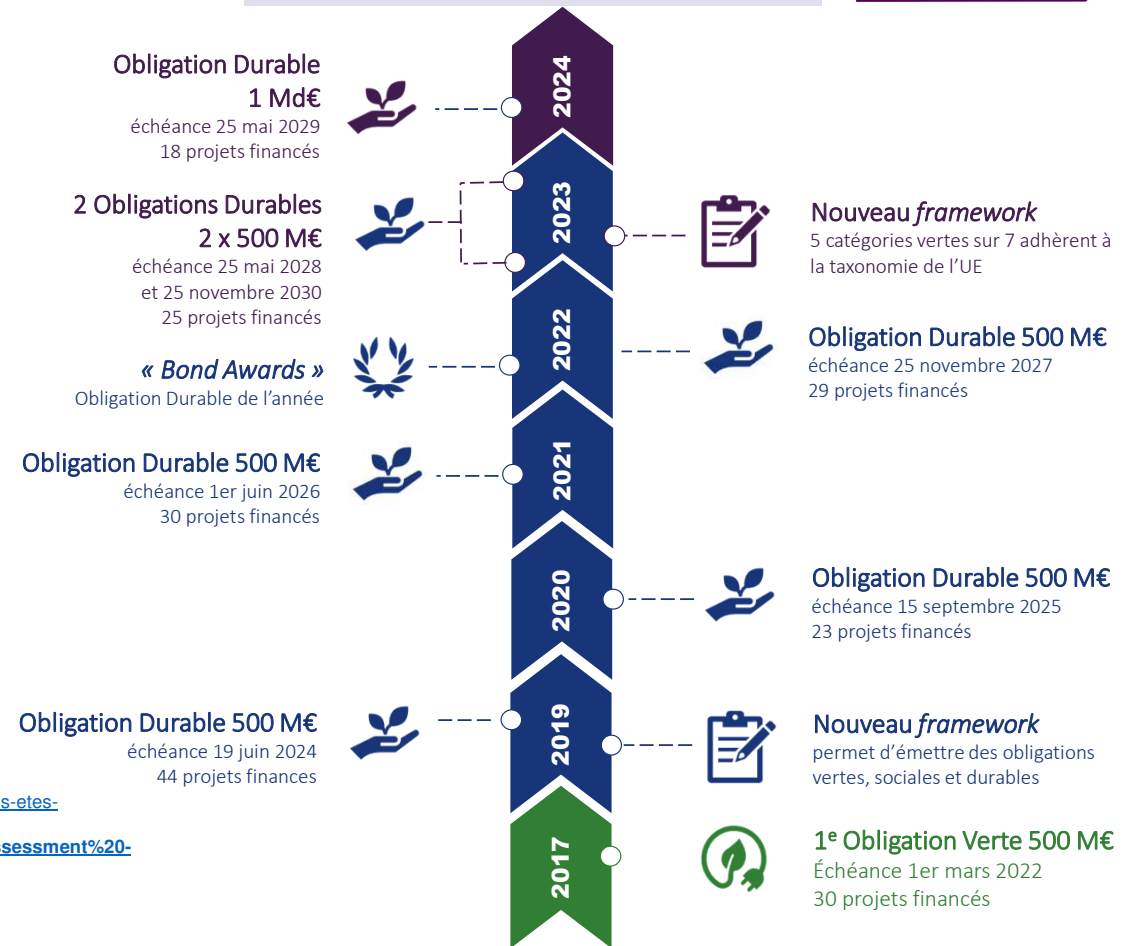 2024
Obligation Durable
1 Md€
échéance 25 mai 2029
18 projets financés
2023
2 Obligations Durables
2 x 500 M€
échéance 25 mai 2028
et 25 novembre 2030
25 projets financés
Nouveau framework
5 catégories vertes sur 7 adhèrent à
la taxonomie de l’UE
2022
« Bond Awards »
Obligation Durable de l’année
Obligation Durable 500 M€
échéance 25 novembre 2027
29 projets financés
2021
Obligation Durable 500 M€
échéance 1er juin 2026
30 projets financés
2020
Obligation Durable 500 M€
échéance 15 septembre 2025
23 projets financés
2019
Obligation Durable 500 M€
échéance 19 juin 2024
44 projets finances
Nouveau framework
permet d’émettre des obligations
vertes, sociales et durables
s-etes-
ssessment%20-
2017
1e Obligation Verte 500 M€
Échéance 1er mars 2022
30 projets financés